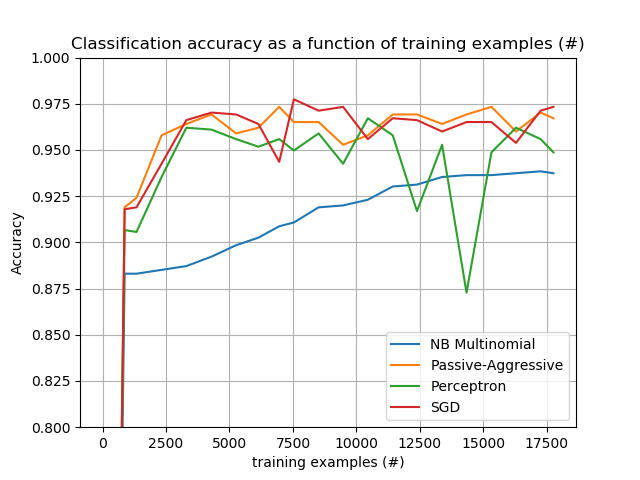 Classification accuracy as a function of training examples (#)
1.000
0.975
0.950
0.925
0.900
0.875
0.850
0.825
0.800
Accuracy
NB Multinomial
Passive-Aggressive
Perceptron
SGD
0 2500 5000 7500 10000 12500 15000 17500
training examples (#)